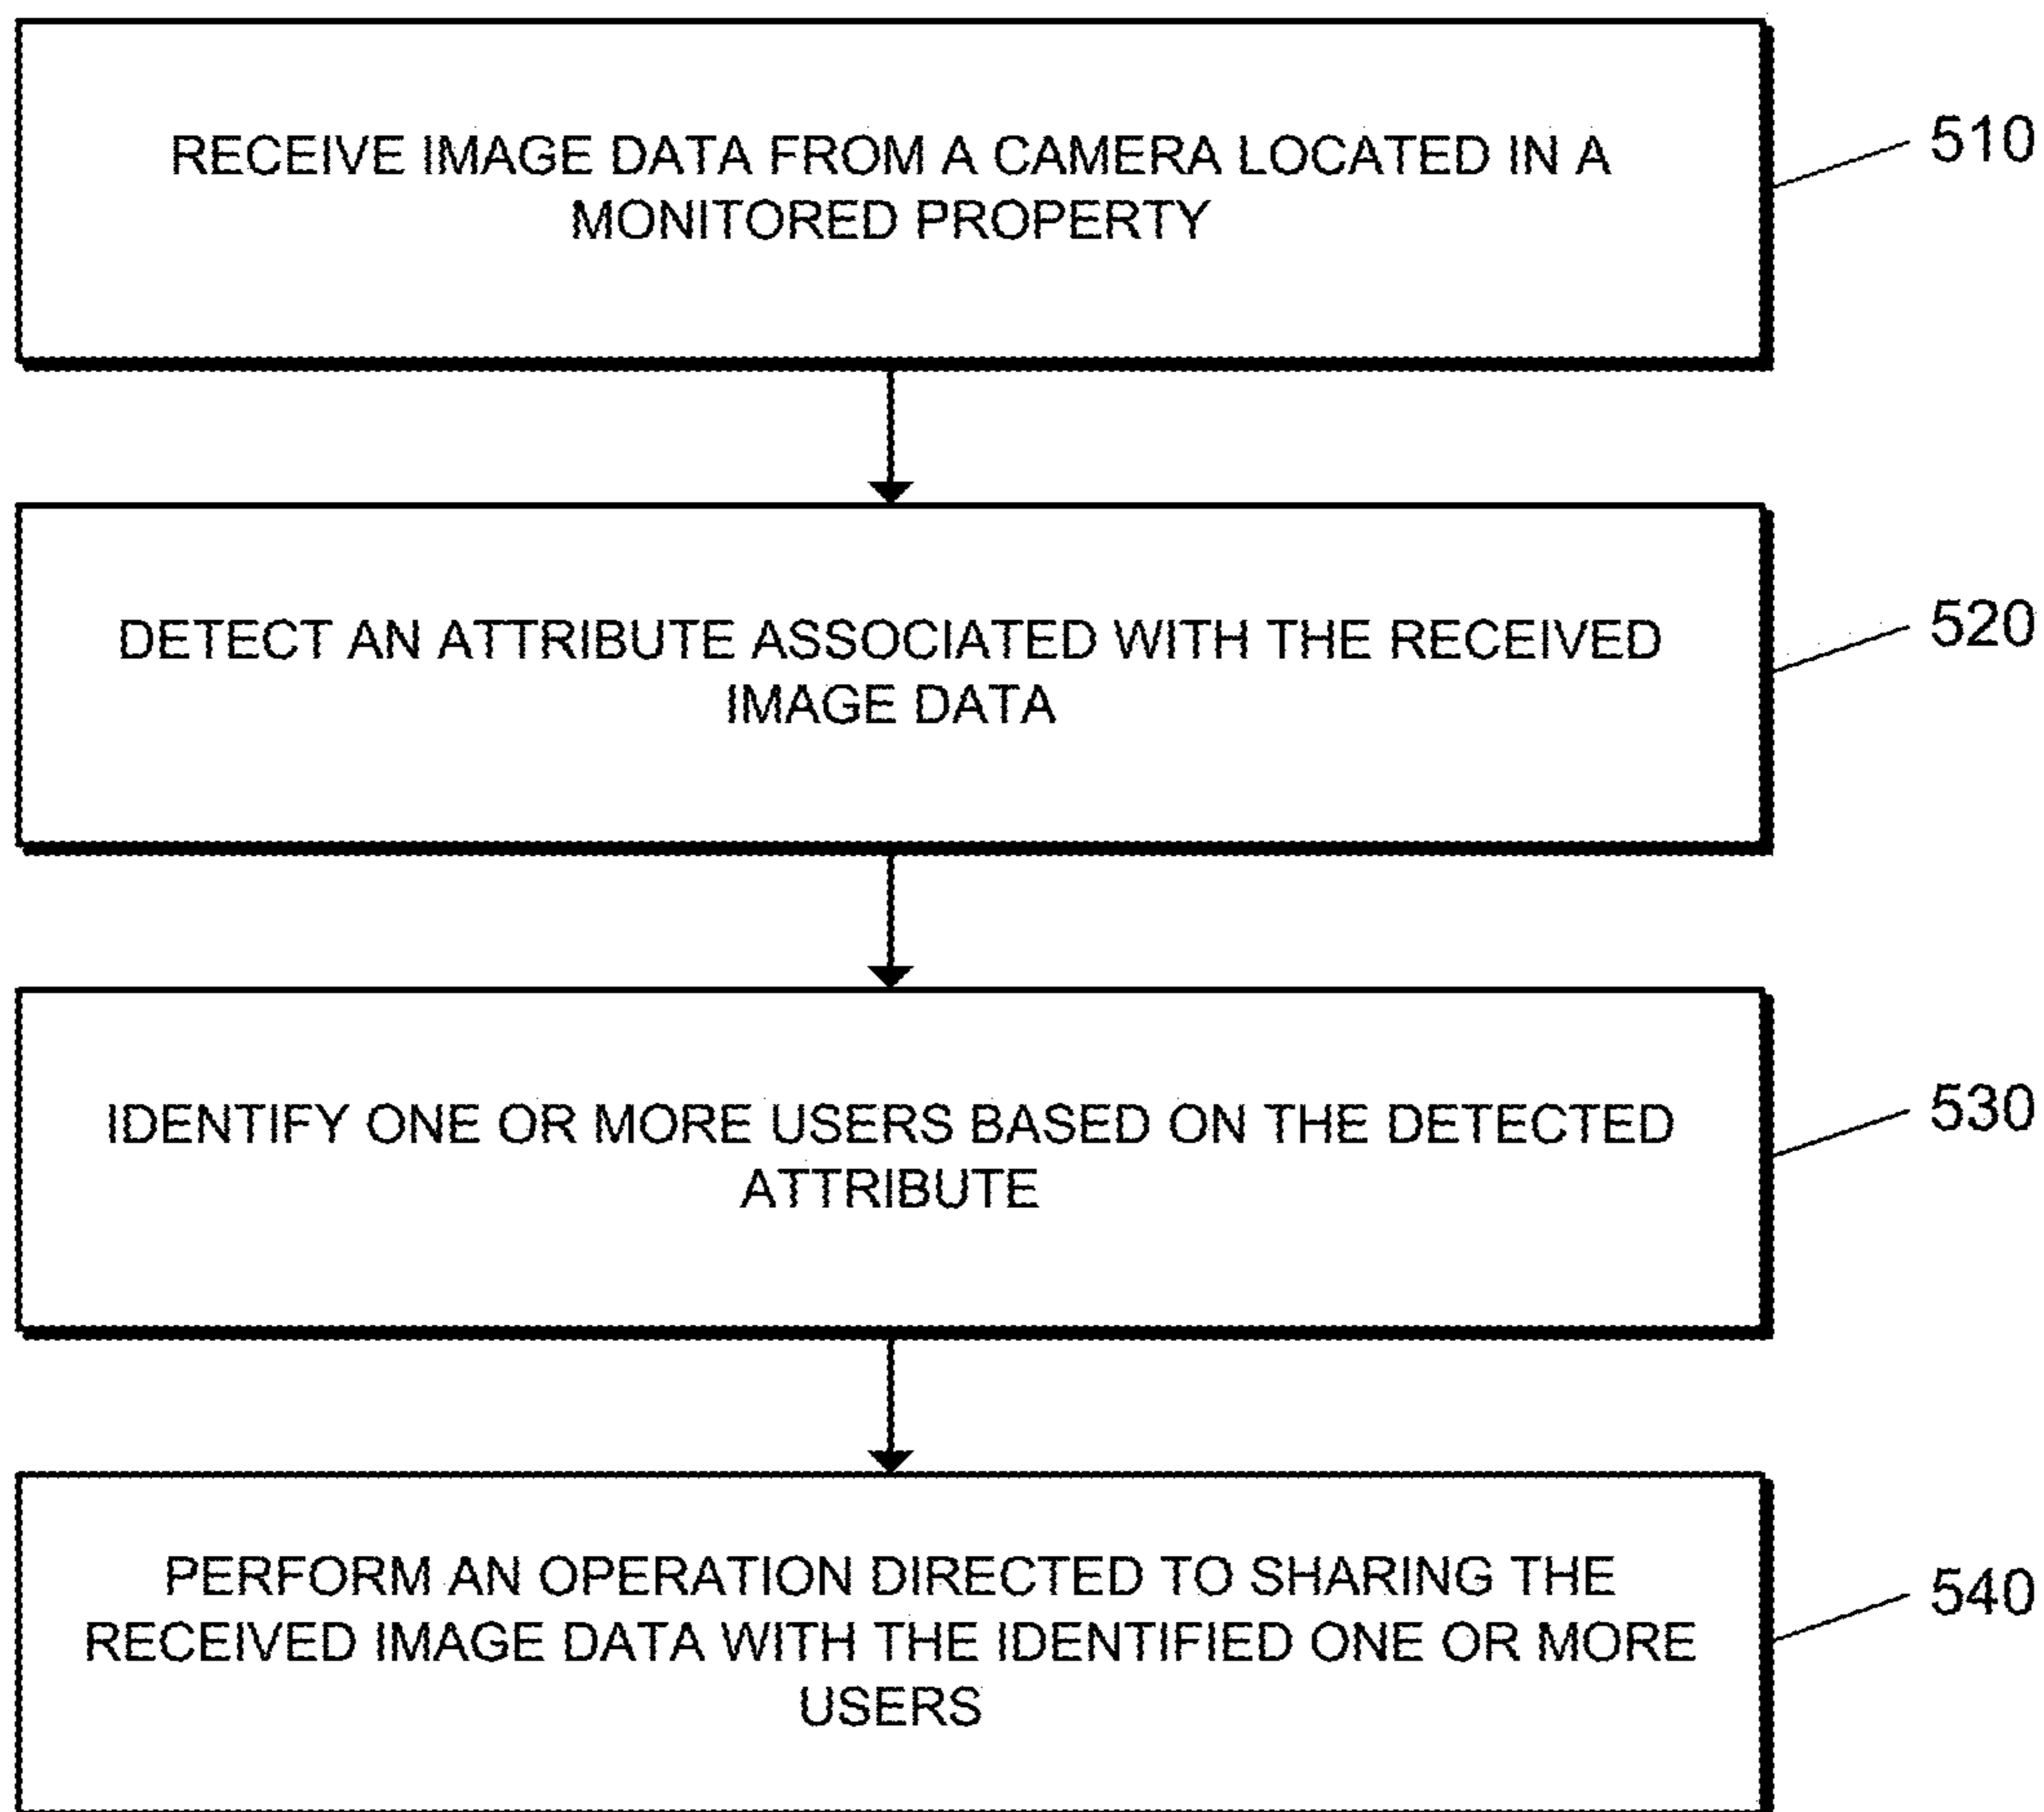 RECEIVE IMAGE DATA FROM A CAMERA LOCATED IN A
MONITORED PROPERTY
510
DETECT AN ATTRIBUTE ASSOCIATED WITH THE RECEIVED
IMAGE DATA
520
IDENTIFY ONE OR MORE USERS BASED ON THE DETECTED
ATTRIBUTE
530
PERFORM AN OPERATION DIRECTED TO SHARING THE
RECEIVED IMAGE DATA WITH THE IDENTIFIED ONE OR MORE
USERS
540